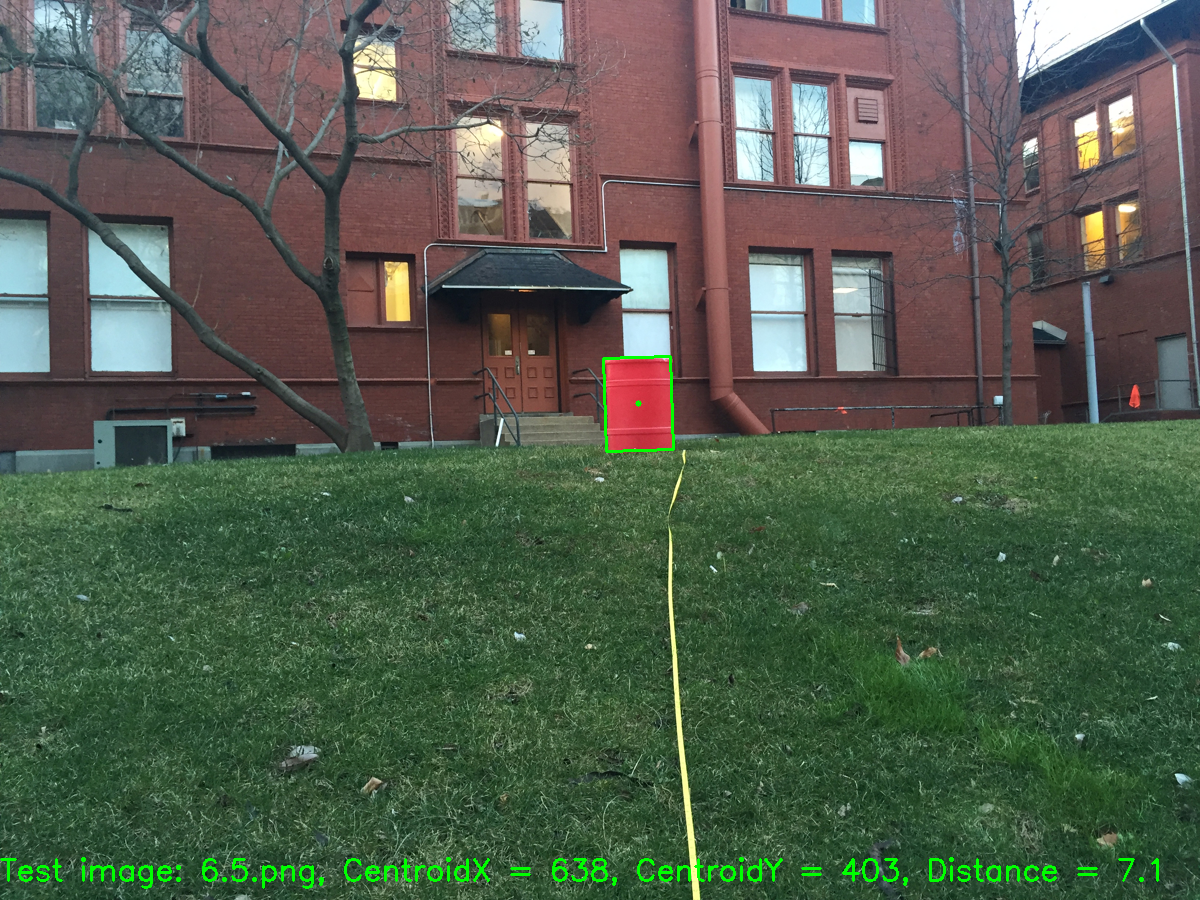 Test image: 6.5.png, CentroidX = 638, CentroidY = 403, Distance = 7.1